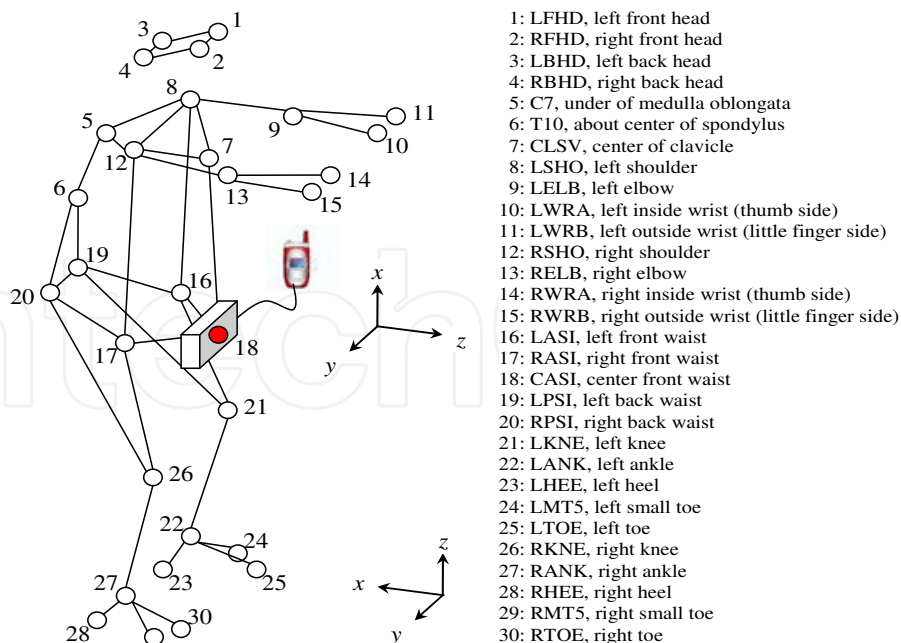 1: LFHD, left front head
2: RFHD, right front head
3: LBHD, left back head
4: RBHD, right back head
5: C7, under of medulla oblongata
6: T10, about center of spondylus
7: CLSV, center of clavicle
8: LSHO, left shoulder
9: LELB, left elbow
10: LWRA, left inside wrist (thumb side)
11: LWRB, left outside wrist (little finger side)
12: RSHO, right shoulder
13: RELB, right elbow
14: RWRA, right inside wrist (thumb side)
15: RWRB, right outside wrist (little finger side)
16: LASI, left front waist
17: RASI, right front waist
18: CASI, center front waist
19: LPSI, left back waist
20: RPSI, right back waist
21: LKNE, left knee
22: LANK, left ankle
23: LHEE, left heel
24: LMT5, left small toe
25: LTOE, left toe
26: RKNE, right knee
27: RANK, right ankle
28: RHEE, right heel
29: RMT5, right small toe
30: RTOE, right toe
1
3
4
2
8
5
12
7
9
11
10
13
14
15
6
19
20
16
17
18
x
z
y
21
26
22
24
23
25
27
28
30
z
x
y
ntech